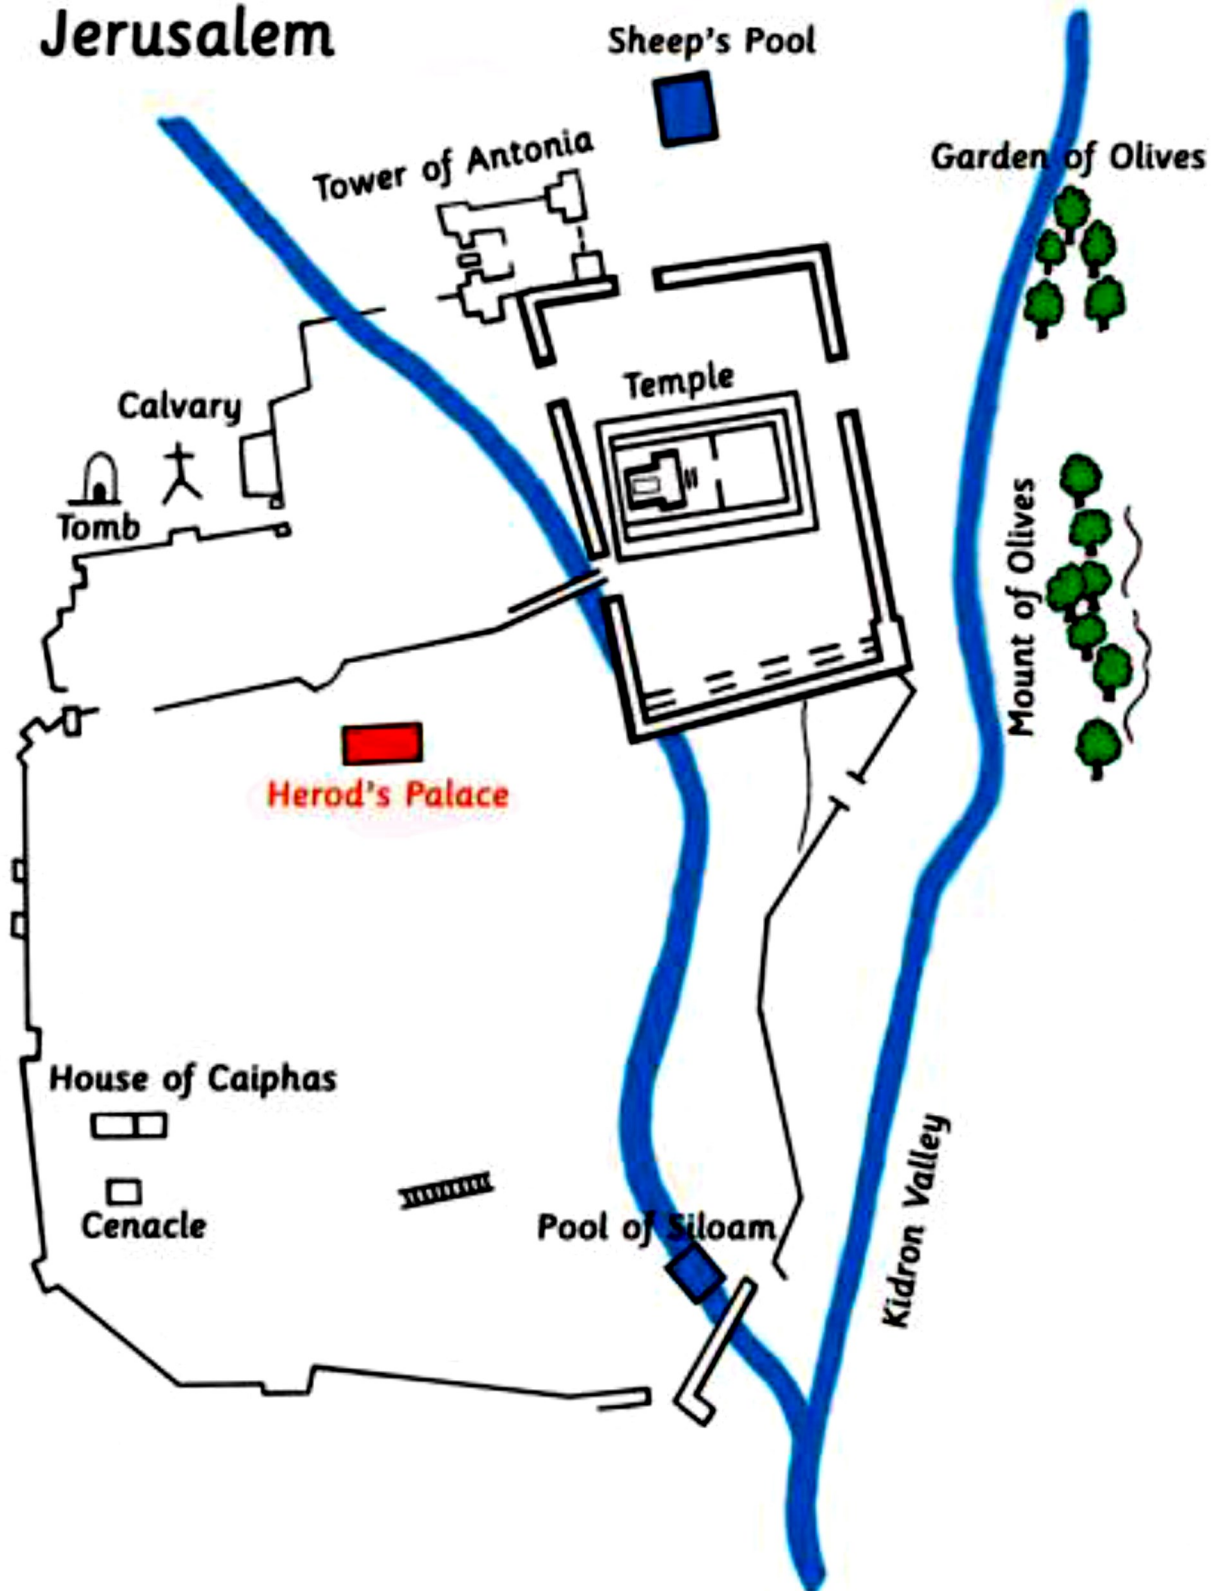 Jerusalem
Sheep's Pool
Tower of Antonia
Garden of Olives
Temple
Calvary
Tomb
Mount of Olives
Herod's Palace
House of Caiphas
Cenacle
Pool of Siloam
Kidron Valley